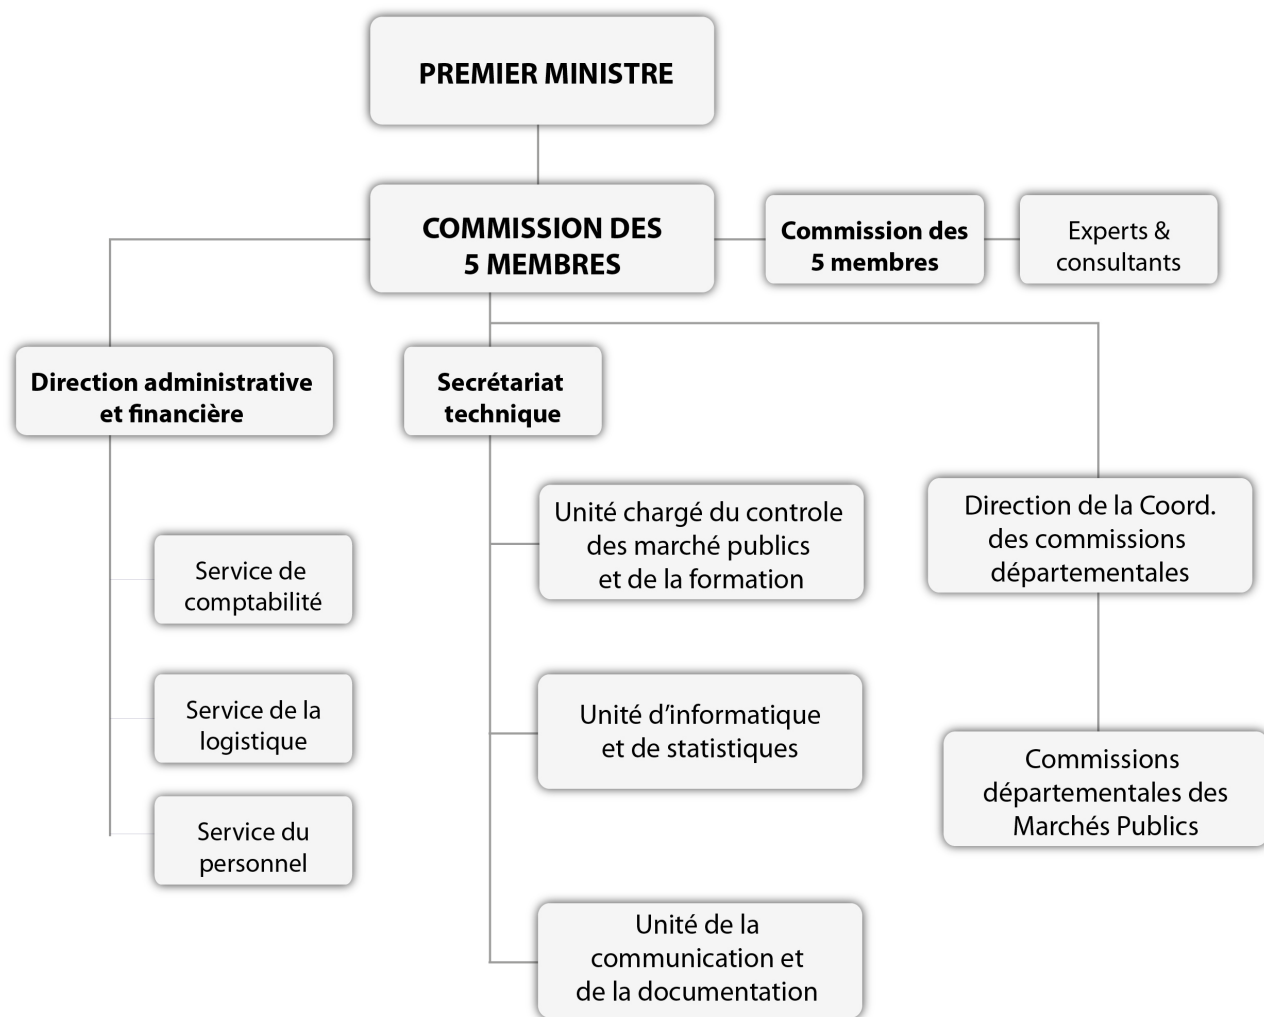 PREMIER MINISTRE
COMMISSION DES
5 MEMBRES
Commission des
5 membres
Experts &
consultants
Direction administrative
et financière
Secrétariat
technique
Service de
comptabilité
Service de la
logistique
Service du
personnel
Unité chargé du controle
des marché publics
et de la formation
Unité d’informatique
et de statistiques
Unité de la
communication et
de la documentation
Direction de la Coord.
des commissions
départementales
Commissions
départementales des
Marchés Publics